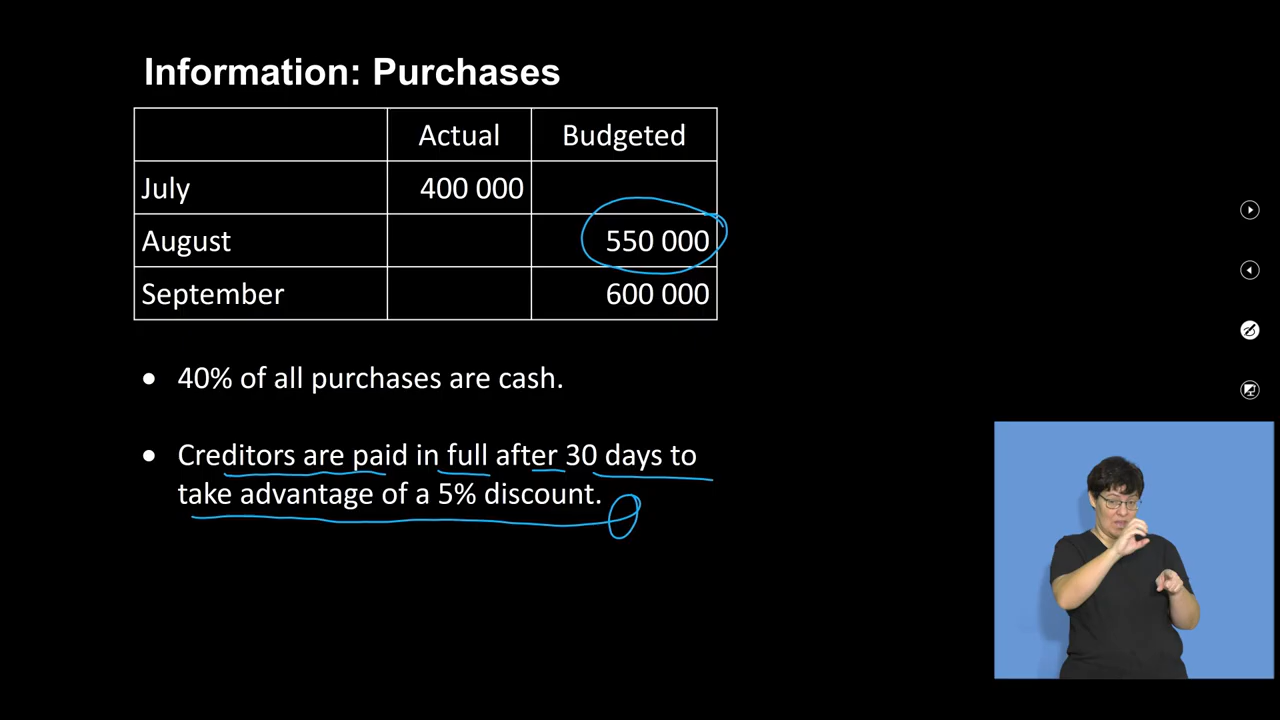 Information: Purchases
Actual Budgeted
July 400 000
August 550 000
September 600 000
• 40% of all purchases are cash.
• Creditors are paid in full after 30 days to
take advantage of a 5% discount.